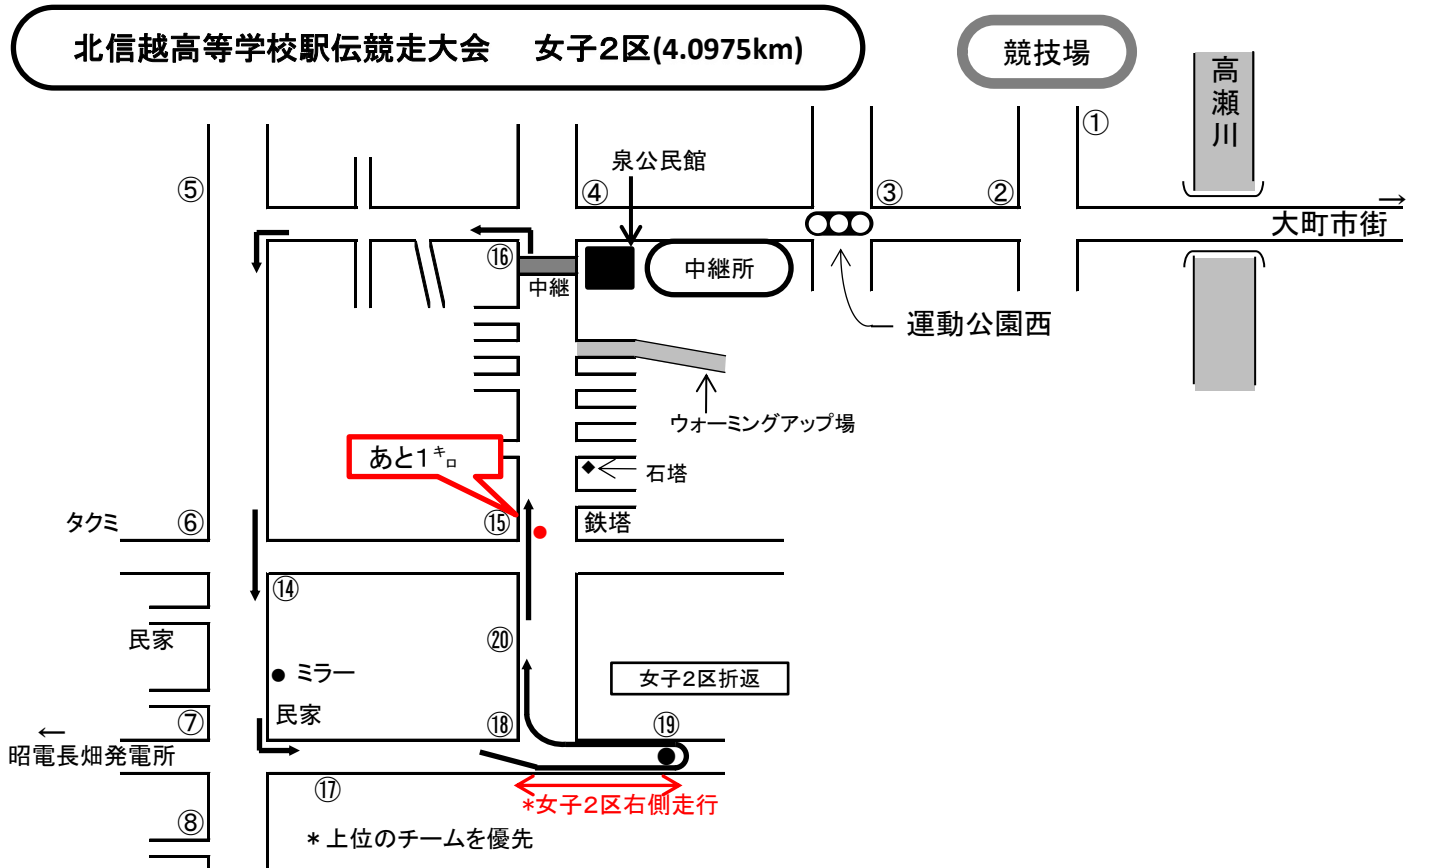 北信越高等学校駅伝競走大会　女子２区(4.0975km)
競技場
高瀬川
①
泉公民館
⑤
④
③
②
→
大町市街
⑯
中継
中継所
運動公園西
ウォーミングアップ場
あと１㌔
石塔
タクミ
⑥
⑮
鉄塔
⑭
民家
⑳
ミラー
女子２区折返
民家
⑦
⑱
⑲
←
昭電長畑発電所
⑰
*女子２区右側走行
⑧
*上位のチームを優先